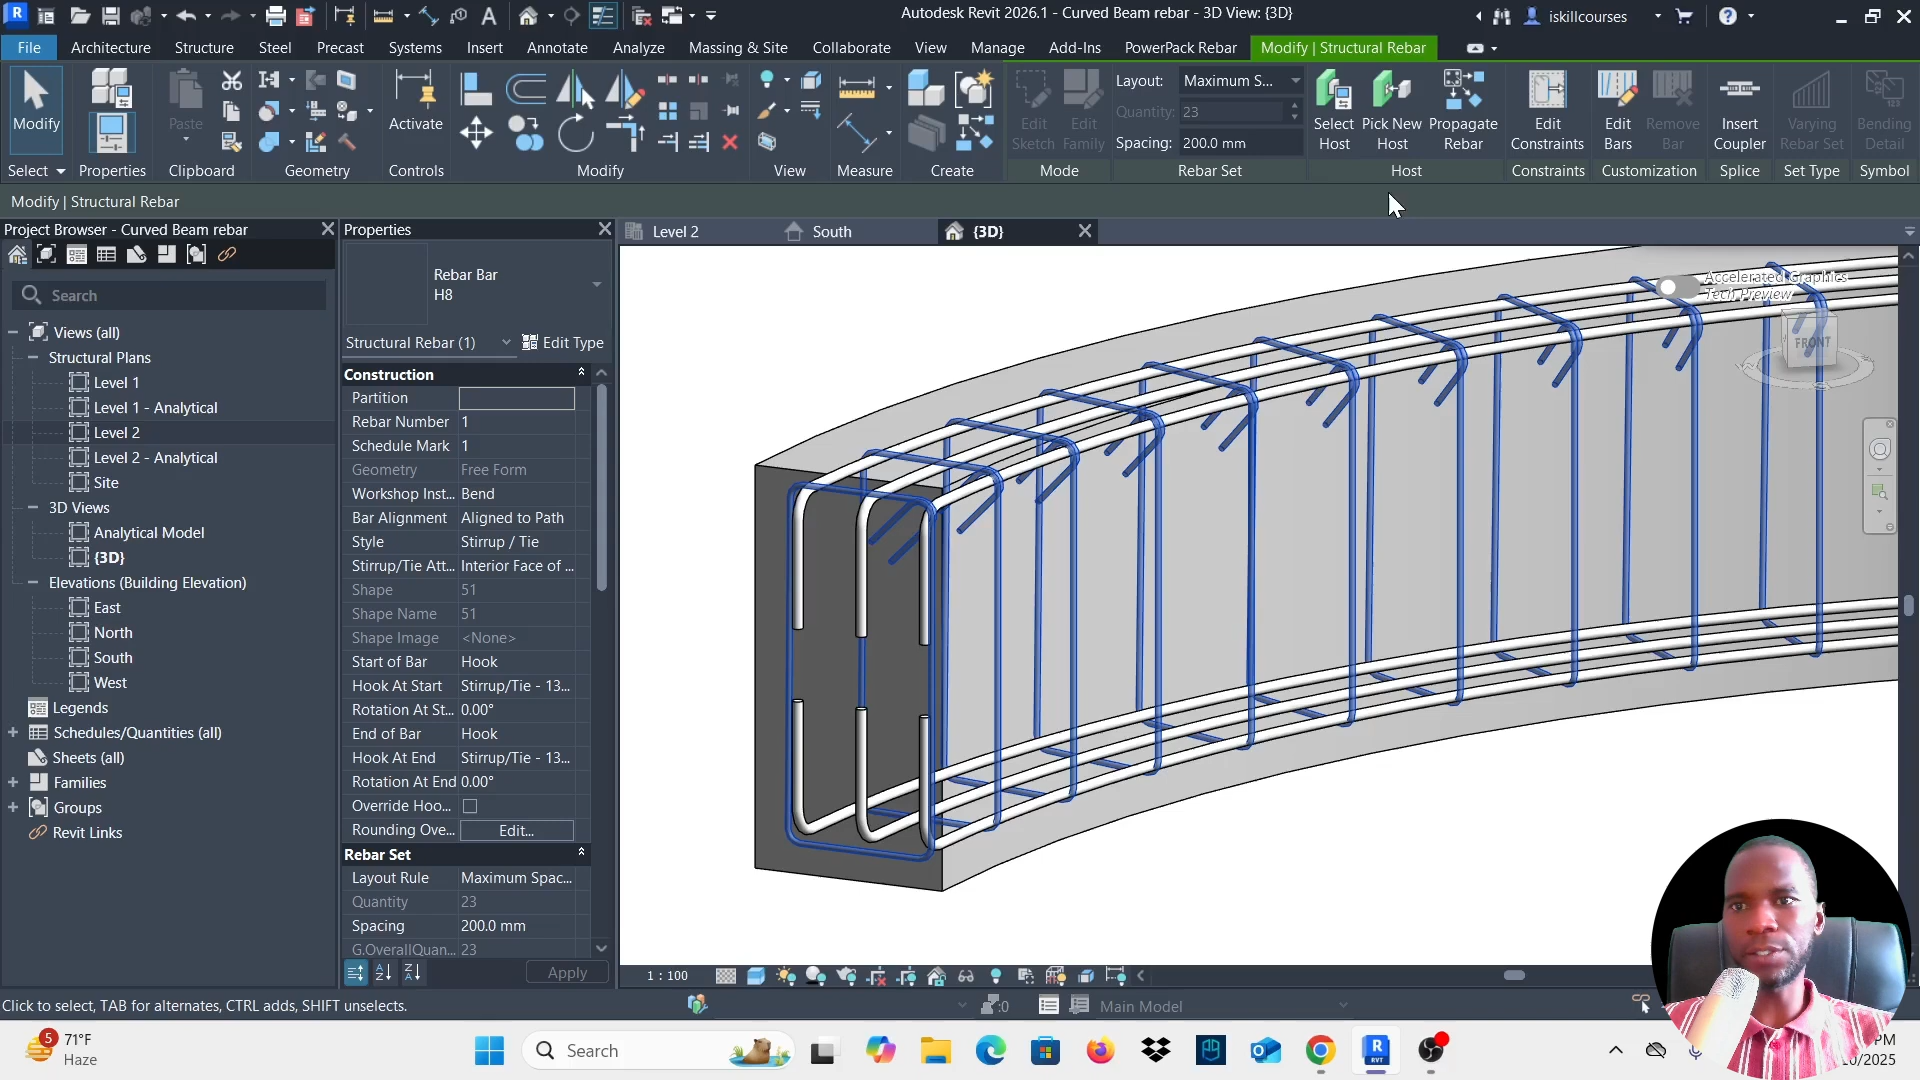 Autodesk Revit 2026.1 - Curved Beam rebar - 3D View: {3D}
iskillcourses
File
Architecture
Structure
Steel
Precast
Systems
Insert
Annotate
Analyze
Massing & Site
Collaborate
View
Manage
Add-Ins
PowerPack Rebar
Modify | Structural Rebar
Modify
Paste
Activate
Edit Sketch
Edit Family
Layout: Maximum S...
Quantity: 23
Spacing: 200.0 mm
Select Host
Pick New Host
Propagate Rebar
Edit Constraints
Edit Bars
Remove Bar
Insert Coupler
Varying Rebar Set
Bending Detail
Select
Properties
Clipboard
Geometry
Controls
Modify
View
Measure
Create
Mode
Rebar Set
Host
Constraints
Customization
Splice
Set Type
Symbol
Modify | Structural Rebar
Project Browser - Curved Beam rebar
Search
Views (all)
Structural Plans
Level 1
Level 1 - Analytical
Level 2
Level 2 - Analytical
Site
3D Views
Analytical Model
{3D}
Elevations (Building Elevation)
East
North
South
West
Legends
Schedules/Quantities (all)
Sheets (all)
Families
Groups
Revit Links
Properties
Rebar Bar
H8
Structural Rebar (1)
Edit Type
Construction
Partition
Rebar Number 1
Schedule Mark 1
Geometry Free Form
Workshop Inst... Bend
Bar Alignment Aligned to Path
Style Stirrup / Tie
Stirrup/Tie Att... Interior Face of ...
Shape 51
Shape Name 51
Shape Image <None>
Start of Bar Hook
Hook At Start Stirrup/Tie - 13...
Rotation At St... 0.00°
End of Bar Hook
Hook At End Stirrup/Tie - 13...
Rotation At End 0.00°
Override Hoo...
Rounding Ove... Edit...
Rebar Set
Layout Rule Maximum Spac...
Quantity 23
Spacing 200.0 mm
G.OverallQuan... 23
Apply
Level 2
South
{3D}
Accelerated Graphics
Tech Preview
FRONT
1 : 100
Click to select, TAB for alternates, CTRL adds, SHIFT unselects.
:0
Main Model
5
71°F
Haze
Search